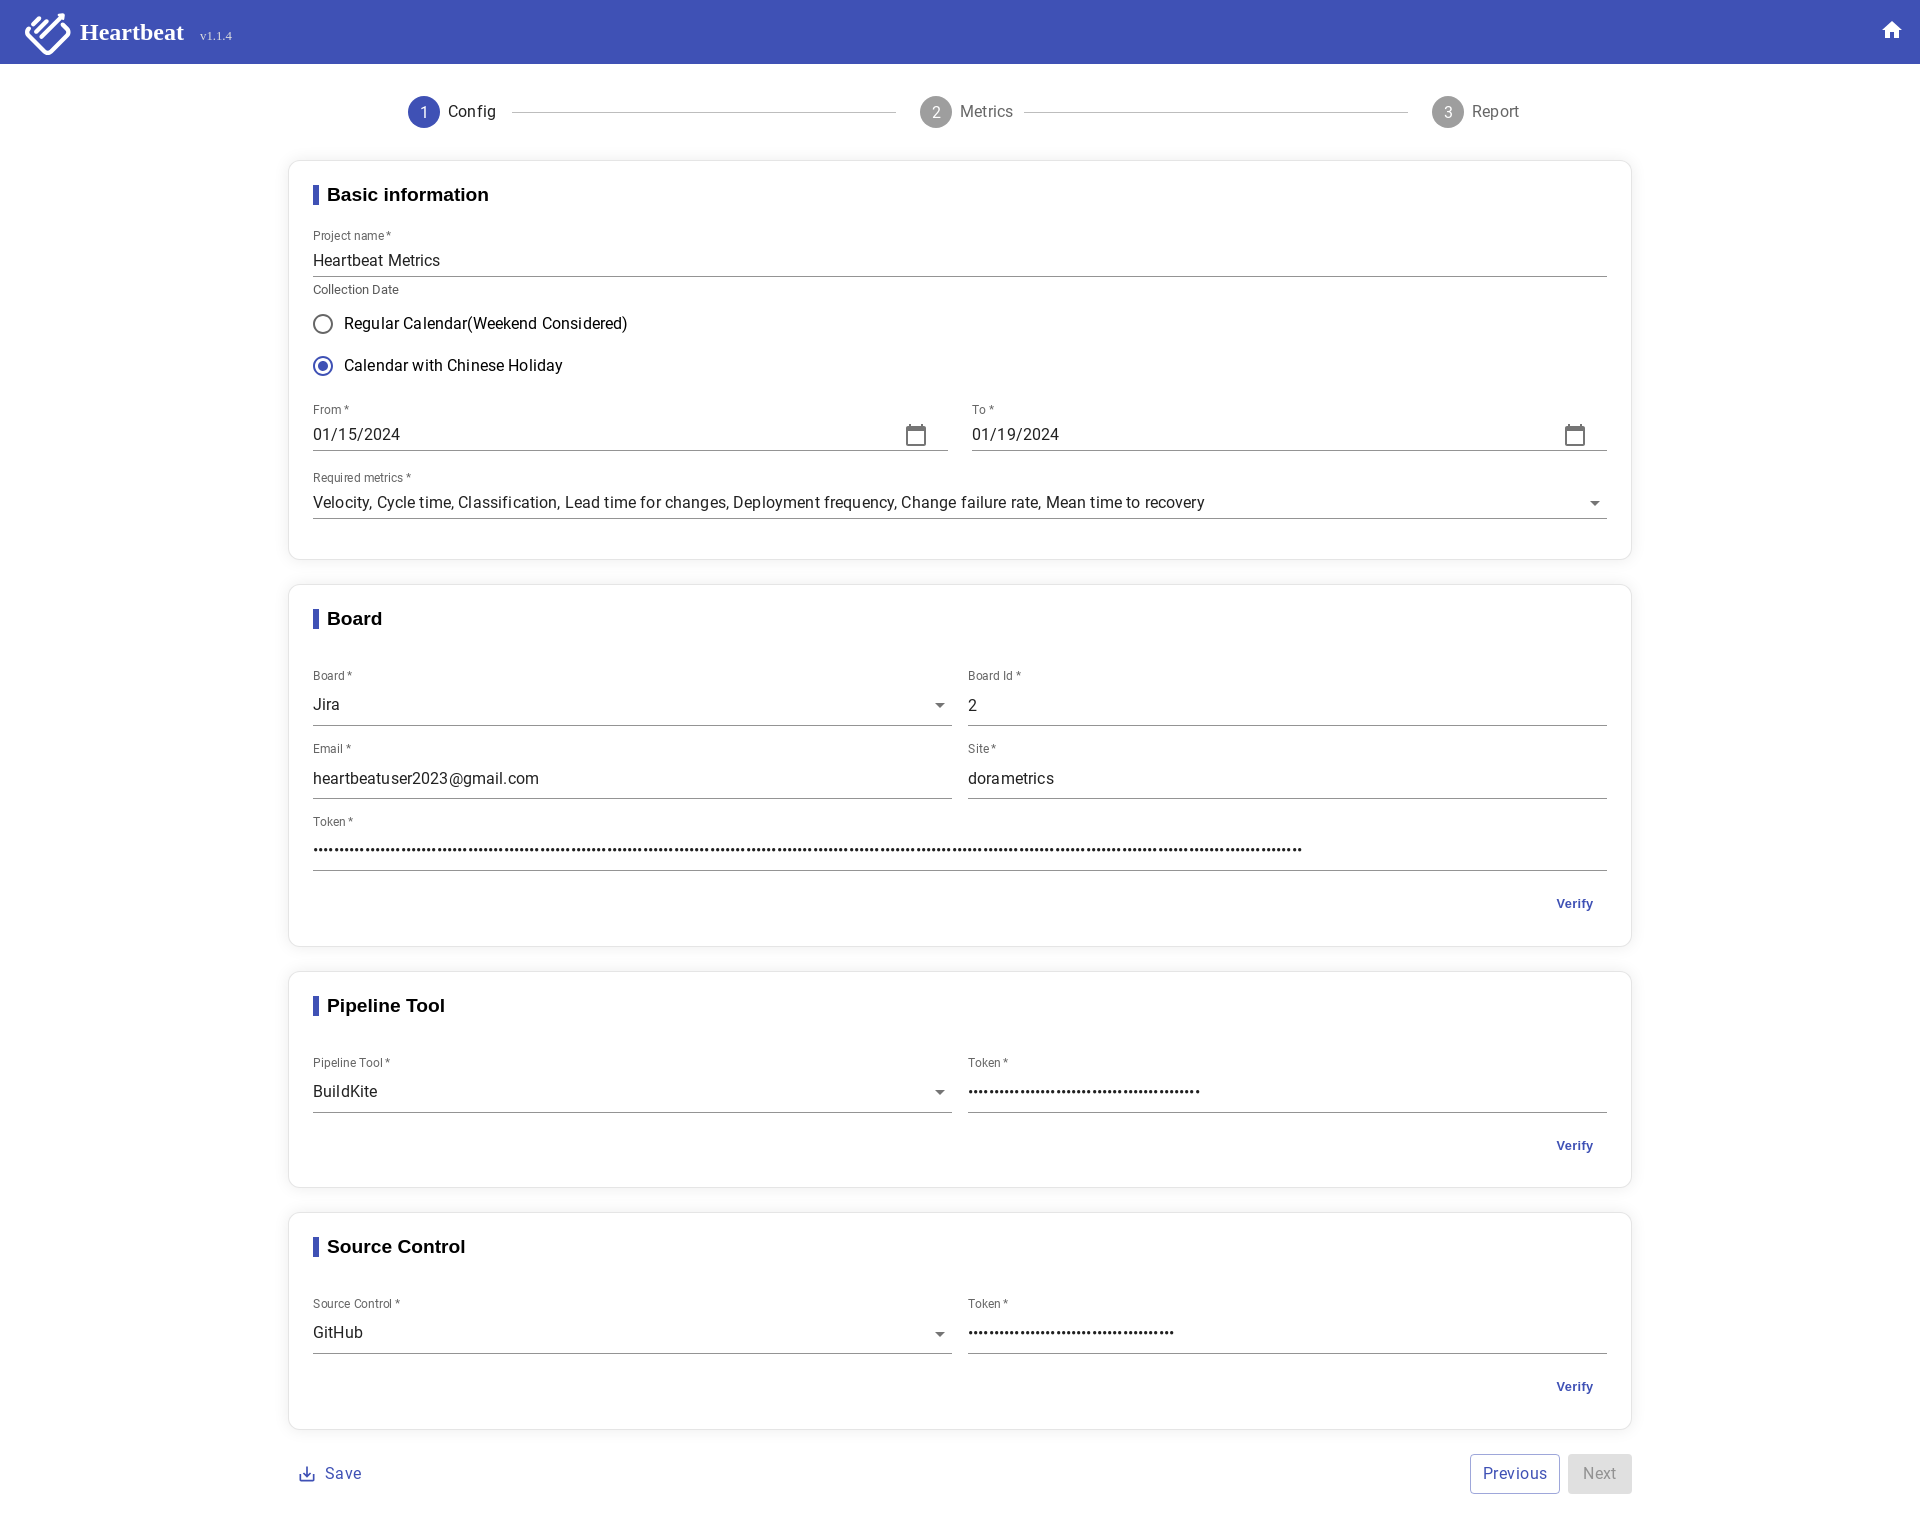 Heartbeat v1.1.4
1 Config 2 Metrics 3 Report
Basic information
Project name *
Heartbeat Metrics
Collection Date
Regular Calendar(Weekend Considered)
Calendar with Chinese Holiday
From * To *
01/15/2024 01/19/2024
Required metrics *
Velocity, Cycle time, Classification, Lead time for changes, Deployment frequency, Change failure rate, Mean time to recovery
Board
Board * Board Id *
Jira 2
Email * Site *
heartbeatuser2023@gmail.com dorametrics
Token *
Verify
Pipeline Tool
Pipeline Tool * Token *
BuildKite
Verify
Source Control
Source Control * Token *
GitHub
Verify
Save Previous Next